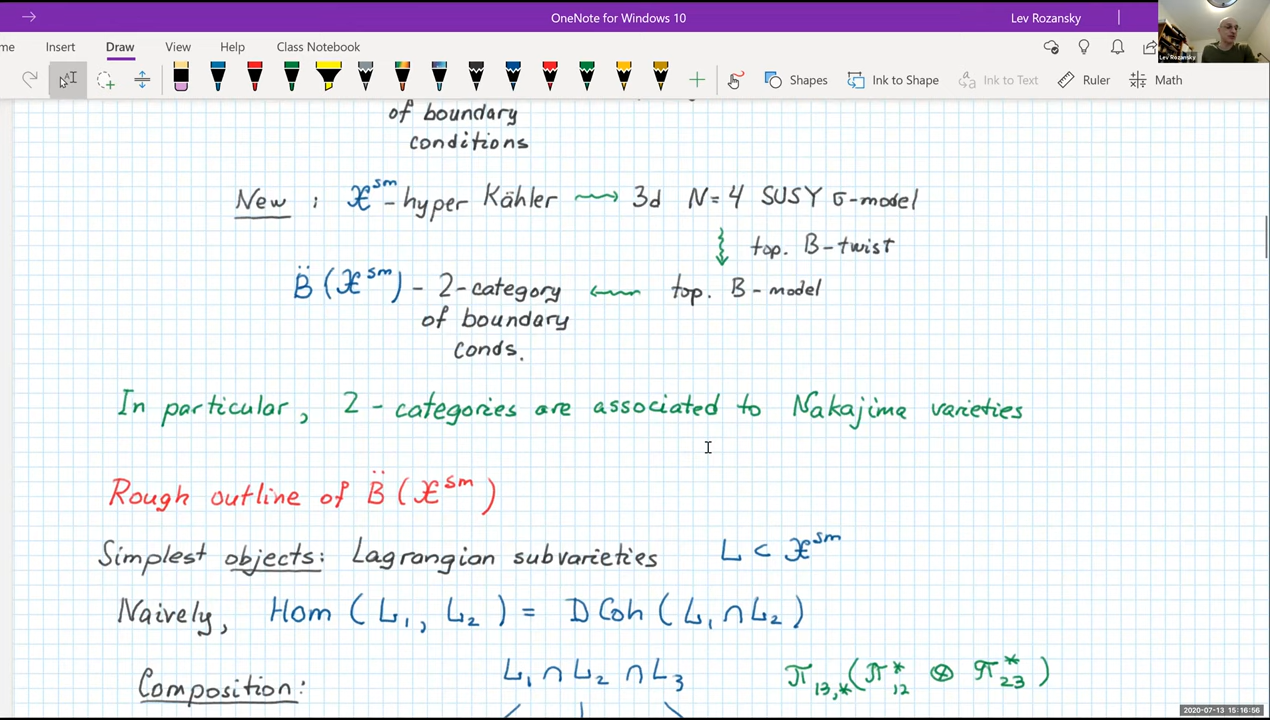 OneNote for Windows 10
Lev Rozansky
Insert Draw View Help Class Notebook
Shapes Ink to Shape Ink to Text Ruler Math
Lev Rozansky
of boundary
conditions
New : 𝒳^sm - hyper Kähler ⟿ 3d N=4 SUSY σ-model
top. B-twist
B̈ (𝒳^sm) - 2-category ⟵ top. B-model
of boundary
conds.
In particular, 2-categories are associated to Nakajima varieties
Rough outline of B̈ (𝒳^sm)
Simplest objects: Lagrangian subvarieties L ⊂ 𝒳^sm
Naively, Hom (L₁, L₂) = DCoh (L₁ ∩ L₂)
Composition: L₁ ∩ L₂ ∩ L₃ π₁₃,* (π₁₂^* ⊗ π₂₃^*)
2020-07-13 15:16:56